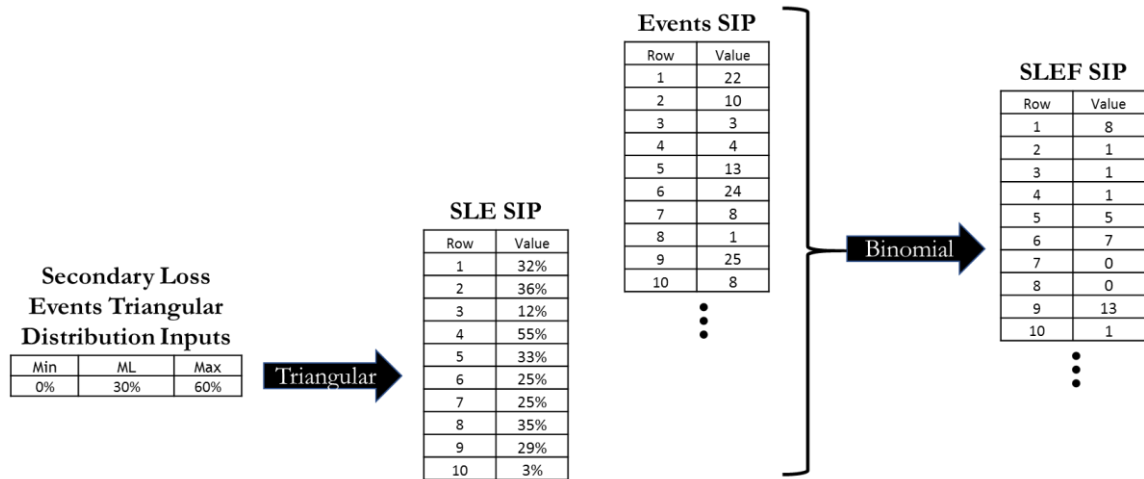 Secondary Loss
Events Triangular
Distribution Inputs
Min ML Max
0% 30% 60%
Triangular
SLE SIP
Row Value
1 32%
2 36%
3 12%
4 55%
5 33%
6 25%
7 25%
8 35%
9 29%
10 3%
Events SIP
Row Value
1 22
2 10
3 3
4 4
5 13
6 24
7 8
8 1
9 25
10 8
Binomial
SLEF SIP
Row Value
1 8
2 1
3 1
4 1
5 5
6 7
7 0
8 0
9 13
10 1